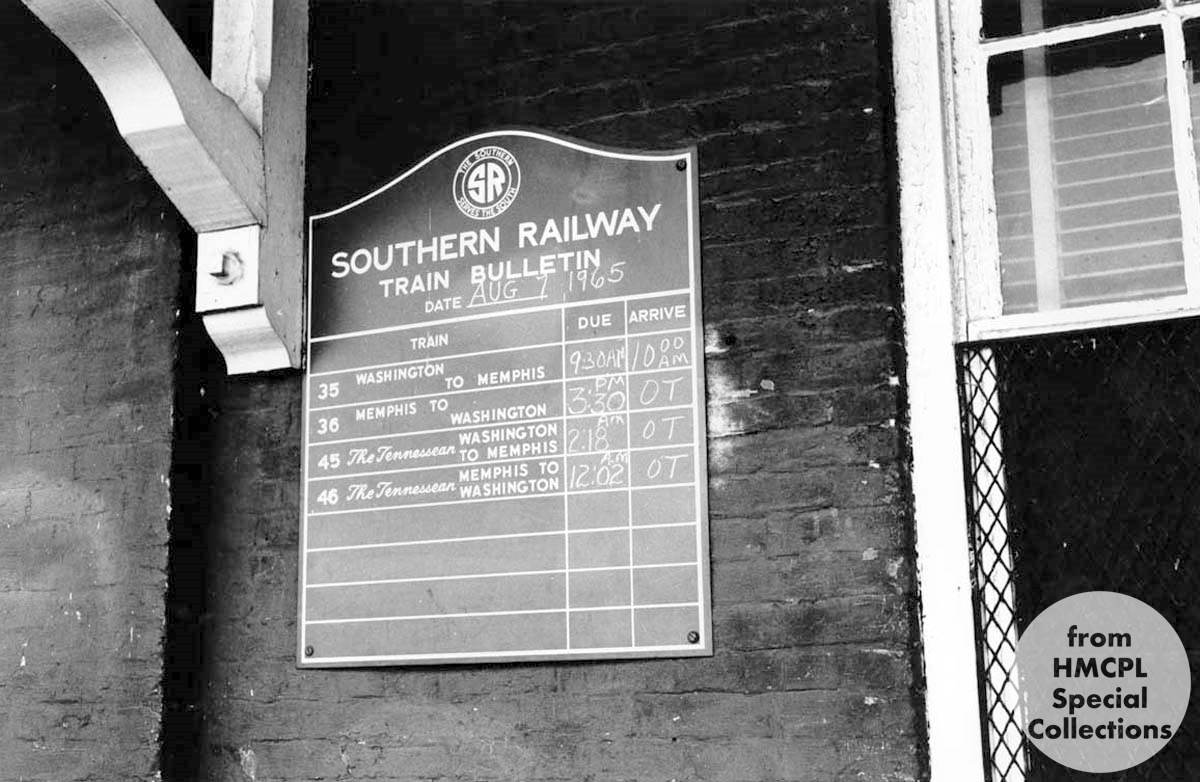 THE SOUTHERN
SR
SERVES THE SOUTH
SOUTHERN RAILWAY
TRAIN BULLETIN
DATE AUG 7 1965
TRAIN DUE ARRIVE
35 WASHINGTON TO MEMPHIS 9:30AM 10 00 AM
36 MEMPHIS TO WASHINGTON 3:30 PM OT
45 The Tennessean WASHINGTON TO MEMPHIS 2:18 AM OT
46 The Tennessean MEMPHIS TO WASHINGTON 12:02 AM OT
from
HMCPL
Special
Collections